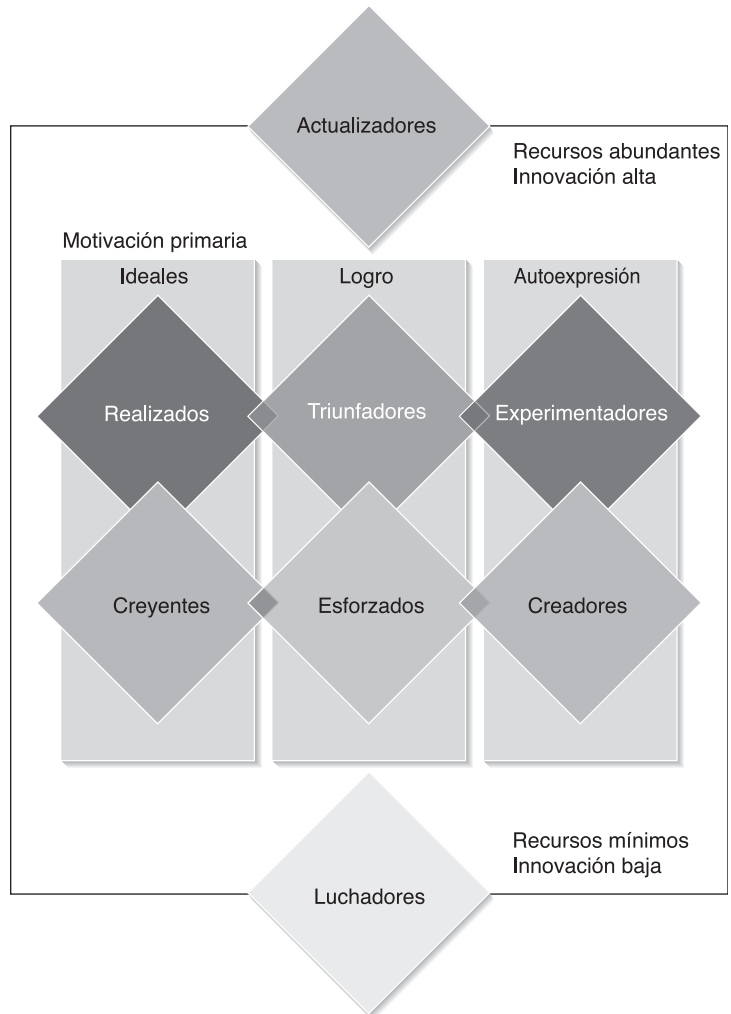 Actualizadores
Recursos abundantes
Innovación alta
Motivación primaria
Ideales
Logro
Autoexpresión
Realizados
Triunfadores
Experimentadores
Creyentes
Esforzados
Creadores
Recursos mínimos
Innovación baja
Luchadores